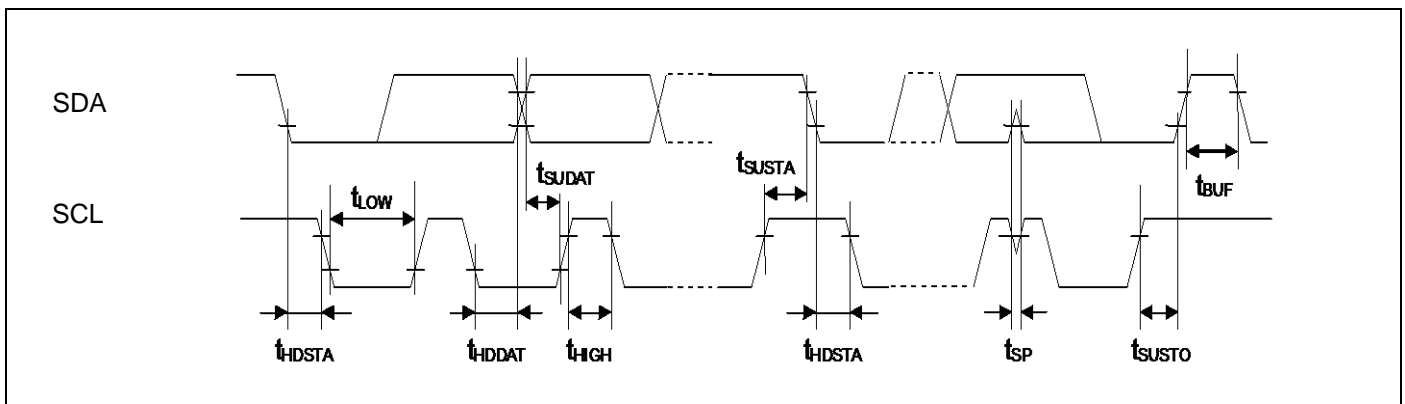 SDA
tSUSTA
tSUDAT
tBUF
tLOW
SCL
tHDSTA
tHDDAT
tHIGH
tHDSTA
tSP
tSUSTO